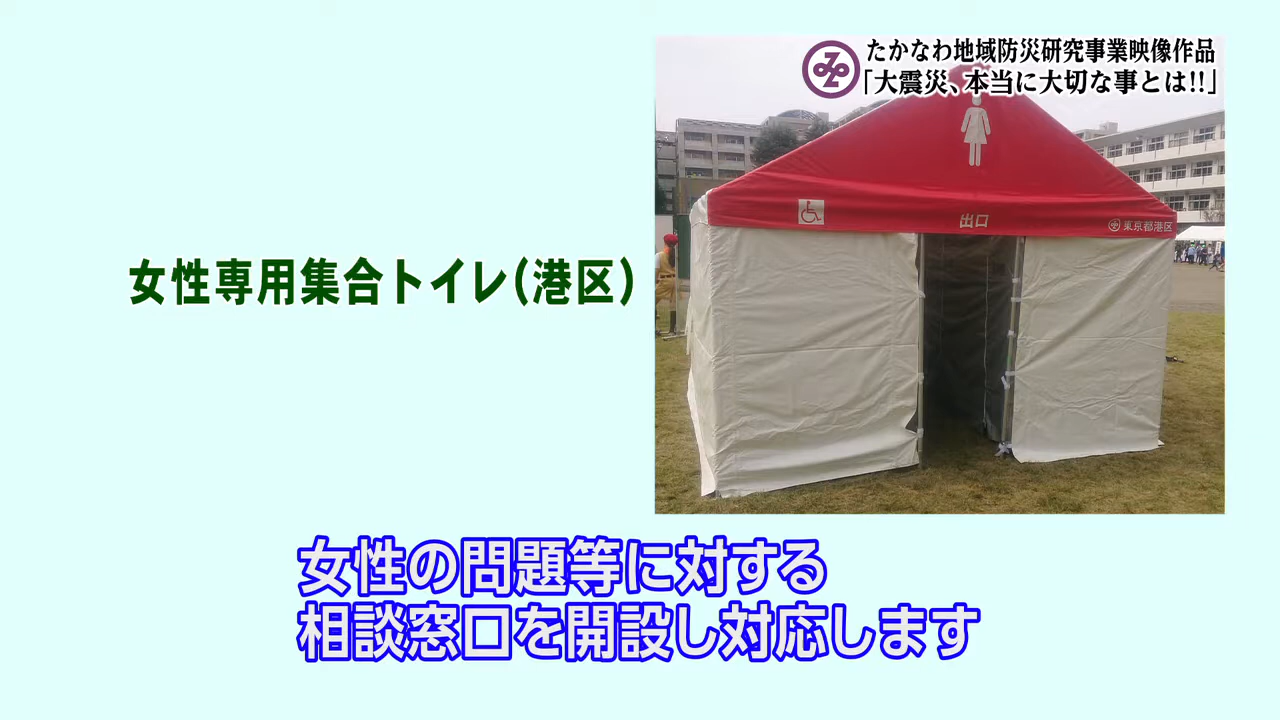 たかなわ地域防災研究事業映像作品
「大震災、本当に大切な事とは!!」
出口
東京都港区
女性専用集合トイレ(港区)
女性の問題等に対する
相談窓口を開設し対応します